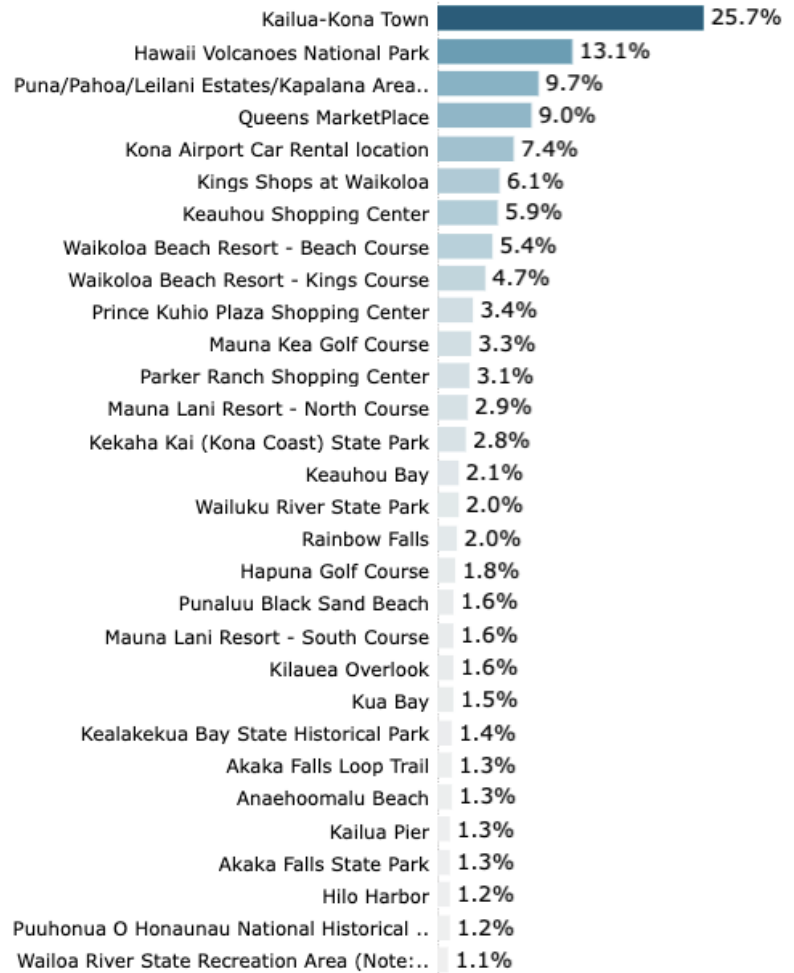 Kailua-Kona Town 25.7%
Hawaii Volcanoes National Park 13.1%
Puna/Pahoa/Leilani Estates/Kapalana Area.. 9.7%
Queens MarketPlace 9.0%
Kona Airport Car Rental location 7.4%
Kings Shops at Waikoloa 6.1%
Keauhou Shopping Center 5.9%
Waikoloa Beach Resort - Beach Course 5.4%
Waikoloa Beach Resort - Kings Course 4.7%
Prince Kuhio Plaza Shopping Center 3.4%
Mauna Kea Golf Course 3.3%
Parker Ranch Shopping Center 3.1%
Mauna Lani Resort - North Course 2.9%
Kekaha Kai (Kona Coast) State Park 2.8%
Keauhou Bay 2.1%
Wailuku River State Park 2.0%
Rainbow Falls 2.0%
Hapuna Golf Course 1.8%
Punaluu Black Sand Beach 1.6%
Mauna Lani Resort - South Course 1.6%
Kilauea Overlook 1.6%
Kua Bay 1.5%
Kealakekua Bay State Historical Park 1.4%
Akaka Falls Loop Trail 1.3%
Anaehoomalu Beach 1.3%
Kailua Pier 1.3%
Akaka Falls State Park 1.3%
Hilo Harbor 1.2%
Puuhonua O Honaunau National Historical .. 1.2%
Wailoa River State Recreation Area (Note:.. 1.1%